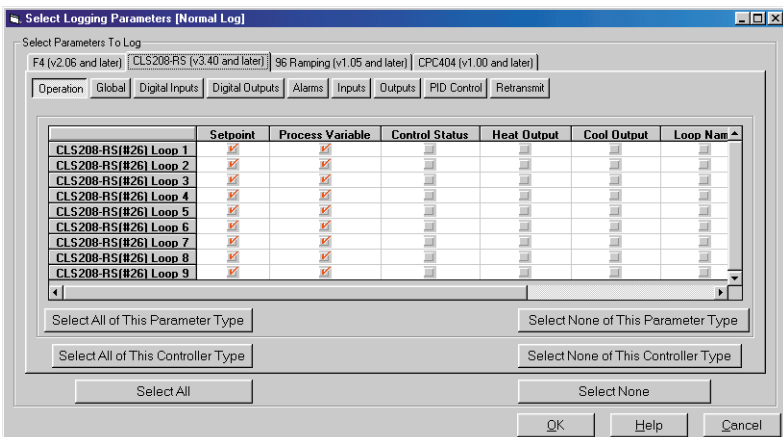 Select Logging Parameters [Normal Log]
Select Parameters To Log
F4 (v2.06 and later) CLS208-RS (v3.40 and later) 96 Ramping (v1.05 and later) CPC404 (v1.00 and later)
Operation Global Digital Inputs Digital Outputs Alarms Inputs Outputs PID Control Retransmit
Setpoint Process Variable Control Status Heat Output Cool Output Loop Nam
CLS208-RS(#26) Loop 1
CLS208-RS(#26) Loop 2
CLS208-RS(#26) Loop 3
CLS208-RS(#26) Loop 4
CLS208-RS(#26) Loop 5
CLS208-RS(#26) Loop 6
CLS208-RS(#26) Loop 7
CLS208-RS(#26) Loop 8
CLS208-RS(#26) Loop 9
Select All of This Parameter Type Select None of This Parameter Type
Select All of This Controller Type Select None of This Controller Type
Select All Select None
OK Help Cancel